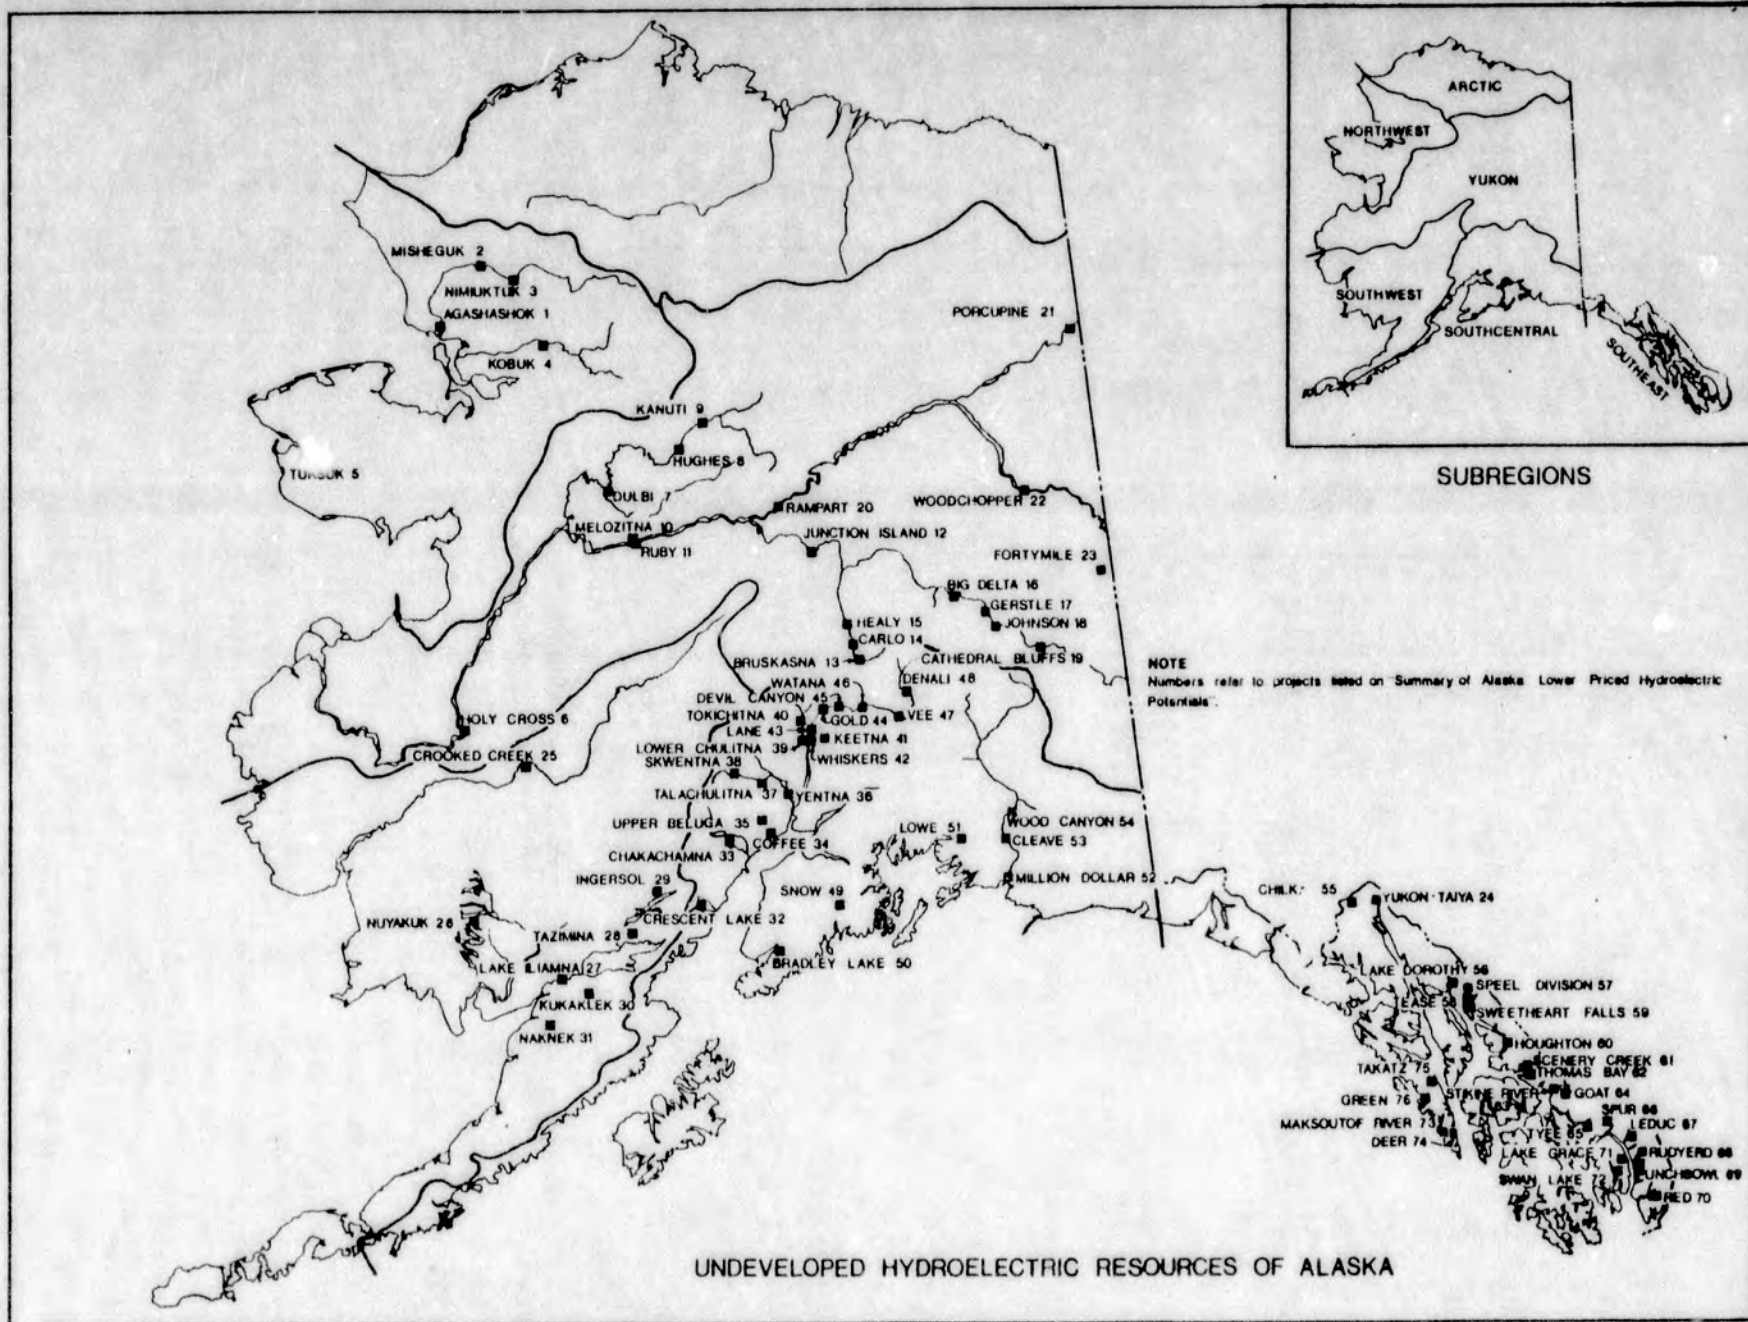 ARCTIC
NORTHWEST
YUKON
SOUTHWEST
SOUTHCENTRAL
SOUTHEAST
SUBREGIONS
MISHEGUK 2
NIMIUKTUK 3
AGASHASHOK 1
KOBUK 4
PORCUPINE 21
KANUTI 9
HUGHES 8
TUKSUK 5
DULBI 7
RAMPART 20
WOODCHOPPER 22
MELOZITNA 10
JUNCTION ISLAND 12
RUBY 11
FORTYMILE 23
BIG DELTA 16
GERSTLE 17
HEALY 15
JOHNSON 18
CARLO 14
BRUSKASNA 13
CATHEDRAL BLUFFS 19
WATANA 46
DENALI 48
DEVIL CANYON 45
HOLY CROSS 6
TOKICHITNA 40
GOLD 44
VEE 47
LANE 43
KEETNA 41
LOWER CHULITNA 39
CROOKED CREEK 25
SKWENTNA 38
WHISKERS 42
TALACHULITNA 37
YENTNA 36
UPPER BELUGA 35
WOOD CANYON 54
LOWE 51
CLEAVE 53
COFFEE 34
CHAKACHAMNA 33
INGERSOL 29
SNOW 49
MILLION DOLLAR 52
CHILK 55
YUKON-TAIYA 24
NUYAKUK 26
CRESCENT LAKE 32
TAZIMINA 28
LAKE ILIAMNA 27
BRADLEY LAKE 50
LAKE DOROTHY 56
SPEEL DIVISION 57
KUKAKLEK 30
EASE 58
SWEETHEART FALLS 59
NAKNEK 31
HOUGHTON 60
SCENERY CREEK 61
TAKATZ 75
THOMAS BAY 62
GREEN 76
STIKINE RIVER 63
GOAT 64
SPUR 66
MAKSOUTOF RIVER 73
TYEE 65
LEDUC 67
DEER 74
LAKE GRACE 71
RUDYERD 68
SWAN LAKE 72
UNCHBOWL 69
RED 70
NOTE
Numbers refer to projects listed on "Summary of Alaska Lower Priced Hydroelectric
Potentials".
UNDEVELOPED HYDROELECTRIC RESOURCES OF ALASKA